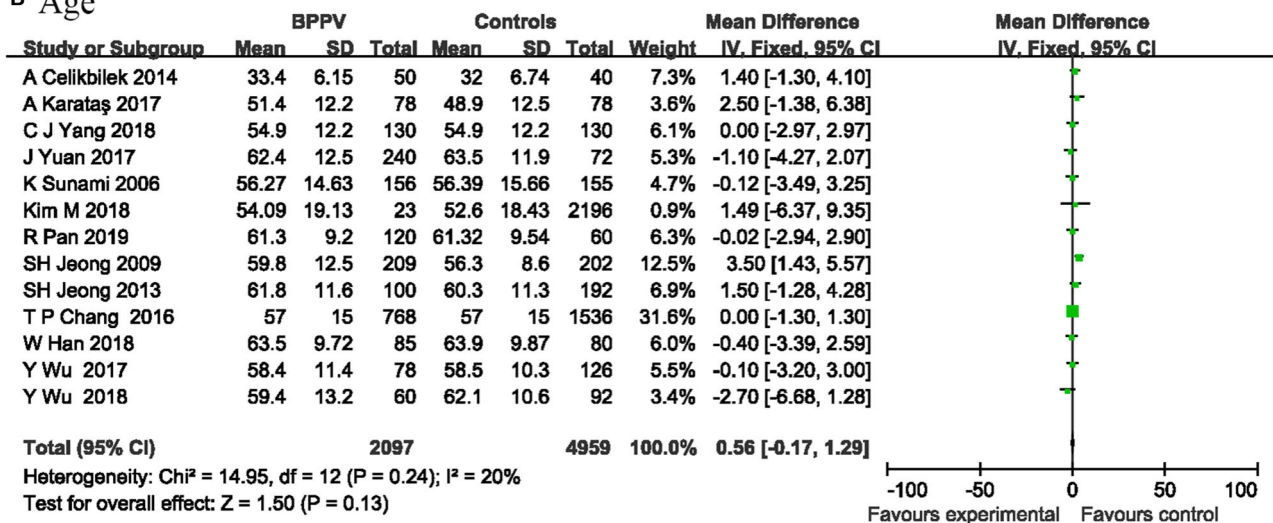 B Age
BPPV Controls Mean Difference Mean Difference
Study or Subgroup Mean SD Total Mean SD Total Weight IV, Fixed, 95% CI IV, Fixed, 95% CI
A Celikbilek 2014 33.4 6.15 50 32 6.74 40 7.3% 1.40 [-1.30, 4.10]
A Karataş 2017 51.4 12.2 78 48.9 12.5 78 3.6% 2.50 [-1.38, 6.38]
C J Yang 2018 54.9 12.2 130 54.9 12.2 130 6.1% 0.00 [-2.97, 2.97]
J Yuan 2017 62.4 12.5 240 63.5 11.9 72 5.3% -1.10 [-4.27, 2.07]
K Sunami 2006 56.27 14.63 156 56.39 15.66 155 4.7% -0.12 [-3.49, 3.25]
Kim M 2018 54.09 19.13 23 52.6 18.43 2196 0.9% 1.49 [-6.37, 9.35]
R Pan 2019 61.3 9.2 120 61.32 9.54 60 6.3% -0.02 [-2.94, 2.90]
SH Jeong 2009 59.8 12.5 209 56.3 8.6 202 12.5% 3.50 [1.43, 5.57]
SH Jeong 2013 61.8 11.6 100 60.3 11.3 192 6.9% 1.50 [-1.28, 4.28]
T P Chang 2016 57 15 768 57 15 1536 31.6% 0.00 [-1.30, 1.30]
W Han 2018 63.5 9.72 85 63.9 9.87 80 6.0% -0.40 [-3.39, 2.59]
Y Wu 2017 58.4 11.4 78 58.5 10.3 126 5.5% -0.10 [-3.20, 3.00]
Y Wu 2018 59.4 13.2 60 62.1 10.6 92 3.4% -2.70 [-6.68, 1.28]
Total (95% CI) 2097 4959 100.0% 0.56 [-0.17, 1.29]
Heterogeneity: Chi² = 14.95, df = 12 (P = 0.24); I² = 20%
Test for overall effect: Z = 1.50 (P = 0.13)
-100 -50 0 50 100
Favours experimental Favours control